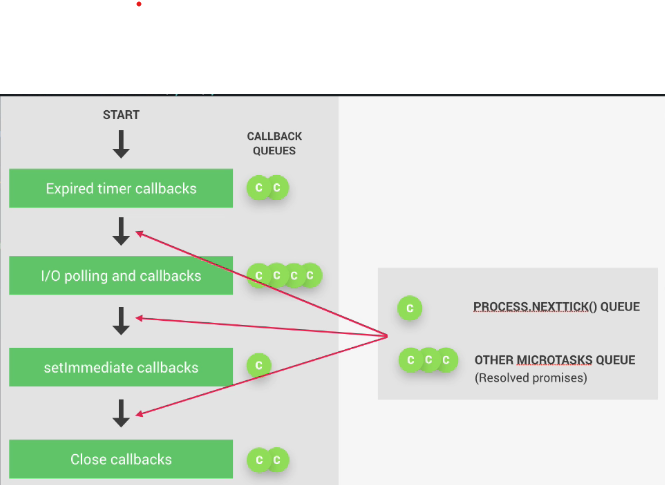 START
CALLBACK
QUEUES
Expired timer callbacks
C C
I/O polling and callbacks
C C C C
C
PROCESS.NEXTTICK() QUEUE
setImmediate callbacks
C
C C C
OTHER MICROTASKS QUEUE
(Resolved promises)
Close callbacks
C C